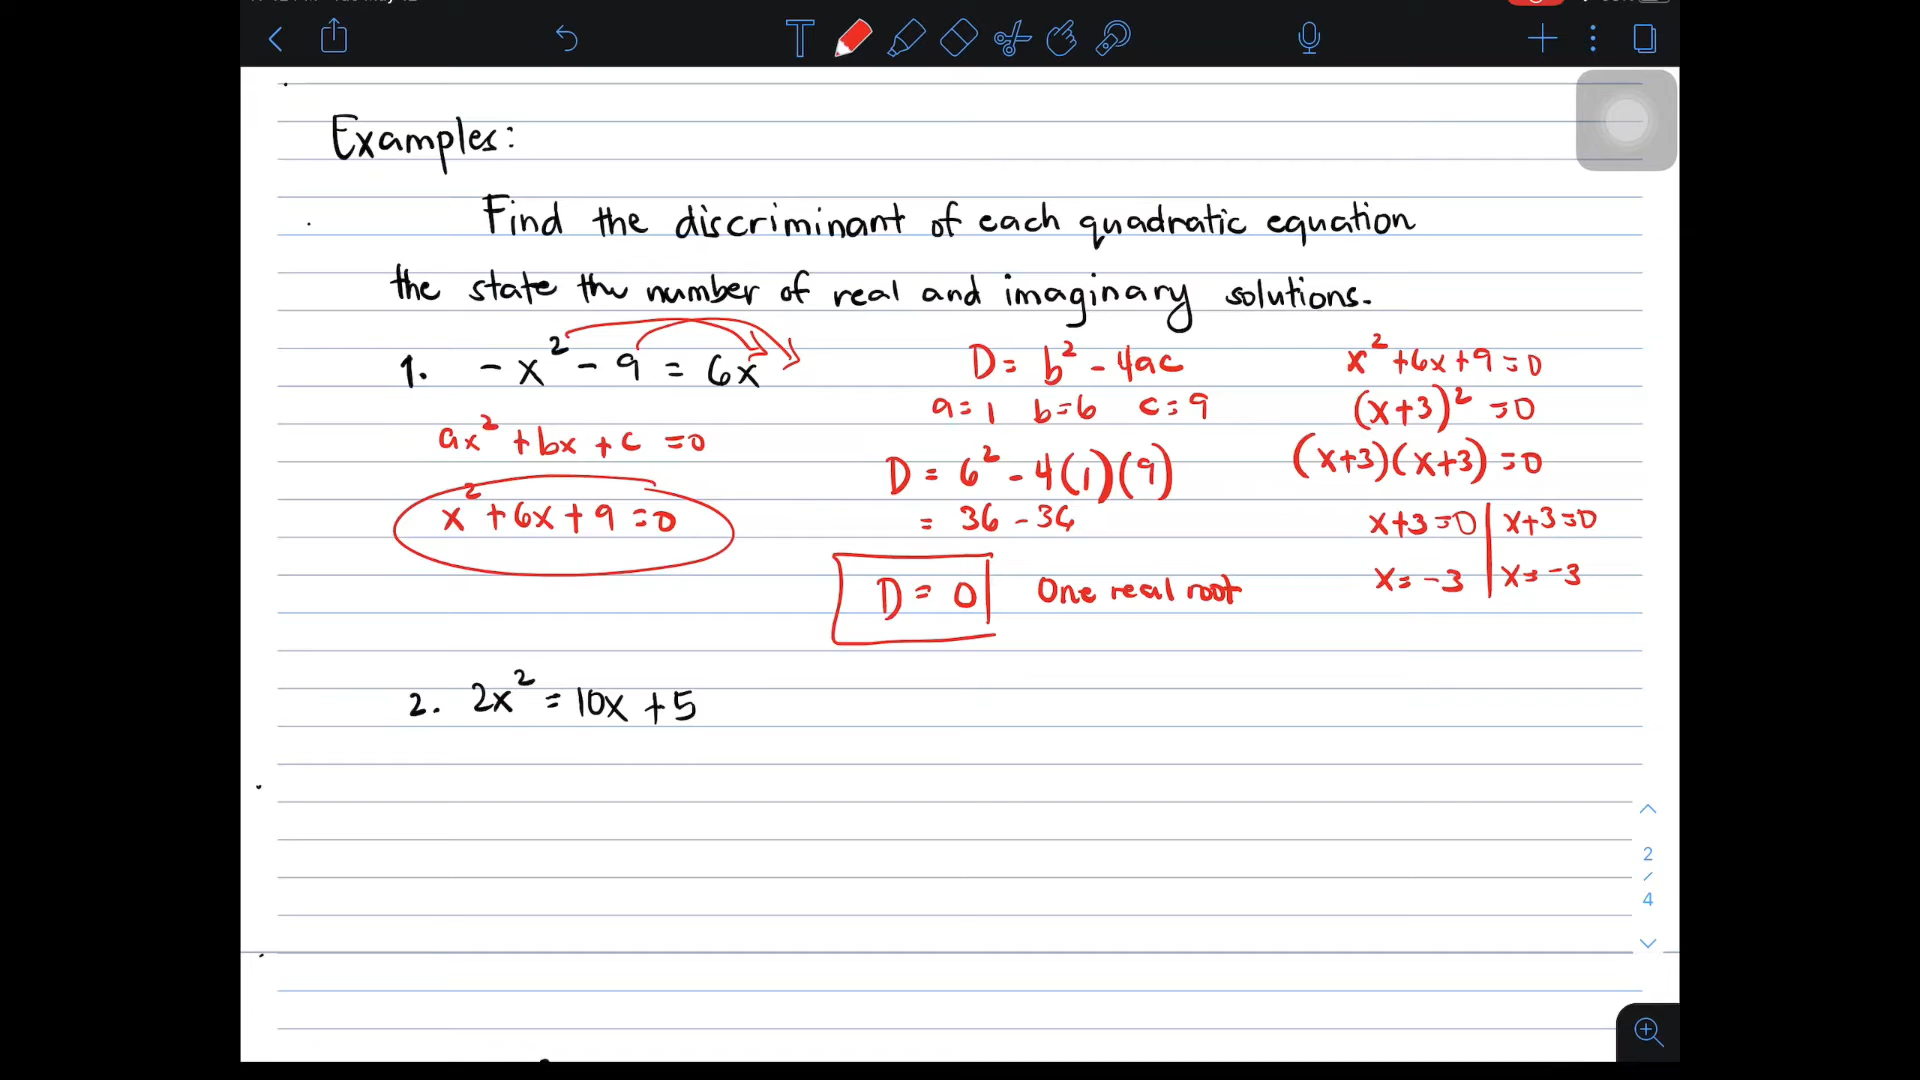 Examples:
Find the discriminant of each quadratic equation
the state the number of real and imaginary solutions.
1. -x² - 9 = 6x
ax² + bx + c = 0
x² + 6x + 9 = 0
D = b² - 4ac
a = 1 b = 6 c = 9
D = 6² - 4(1)(9)
= 36 - 36
D = 0 One real root
x² + 6x + 9 = 0
(x+3)² = 0
(x+3)(x+3) = 0
x+3=0 | x+3=0
x = -3 | x = -3
2. 2x² = 10x + 5
T
2
/
4